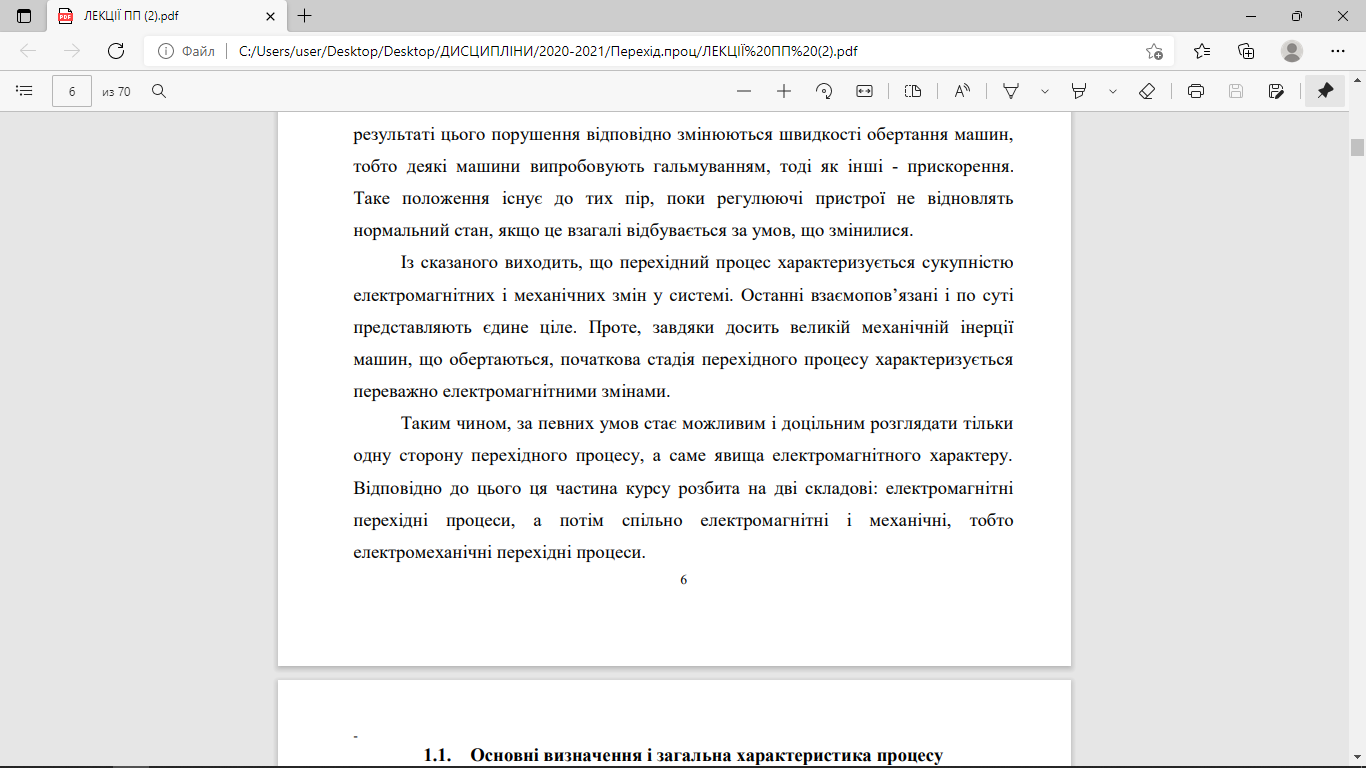 ЛЕКЦІЇ ПП (2).pdf
Файл
C:/Users/user/Desktop/Desktop/ДИСЦИПЛІНИ/2020-2021/Перехід.проц/ЛЕКЦІЇ%20ПП%20(2).pdf
6 из 70
результаті цього порушення відповідно змінюються швидкості обертання машин,
тобто деякі машини випробовують гальмуванням, тоді як інші - прискорення.
Таке положення існує до тих пір, поки регулюючі пристрої не відновлять
нормальний стан, якщо це взагалі відбувається за умов, що змінилися.
Із сказаного виходить, що перехідний процес характеризується сукупністю
електромагнітних і механічних змін у системі. Останні взаємопов’язані і по суті
представляють єдине ціле. Проте, завдяки досить великій механічній інерції
машин, що обертаються, початкова стадія перехідного процесу характеризується
переважно електромагнітними змінами.
Таким чином, за певних умов стає можливим і доцільним розглядати тільки
одну сторону перехідного процесу, а саме явища електромагнітного характеру.
Відповідно до цього ця частина курсу розбита на дві складові: електромагнітні
перехідні процеси, а потім спільно електромагнітні і механічні, тобто
електромеханічні перехідні процеси.
6
-
1.1. Основні визначення і загальна характеристика процесу